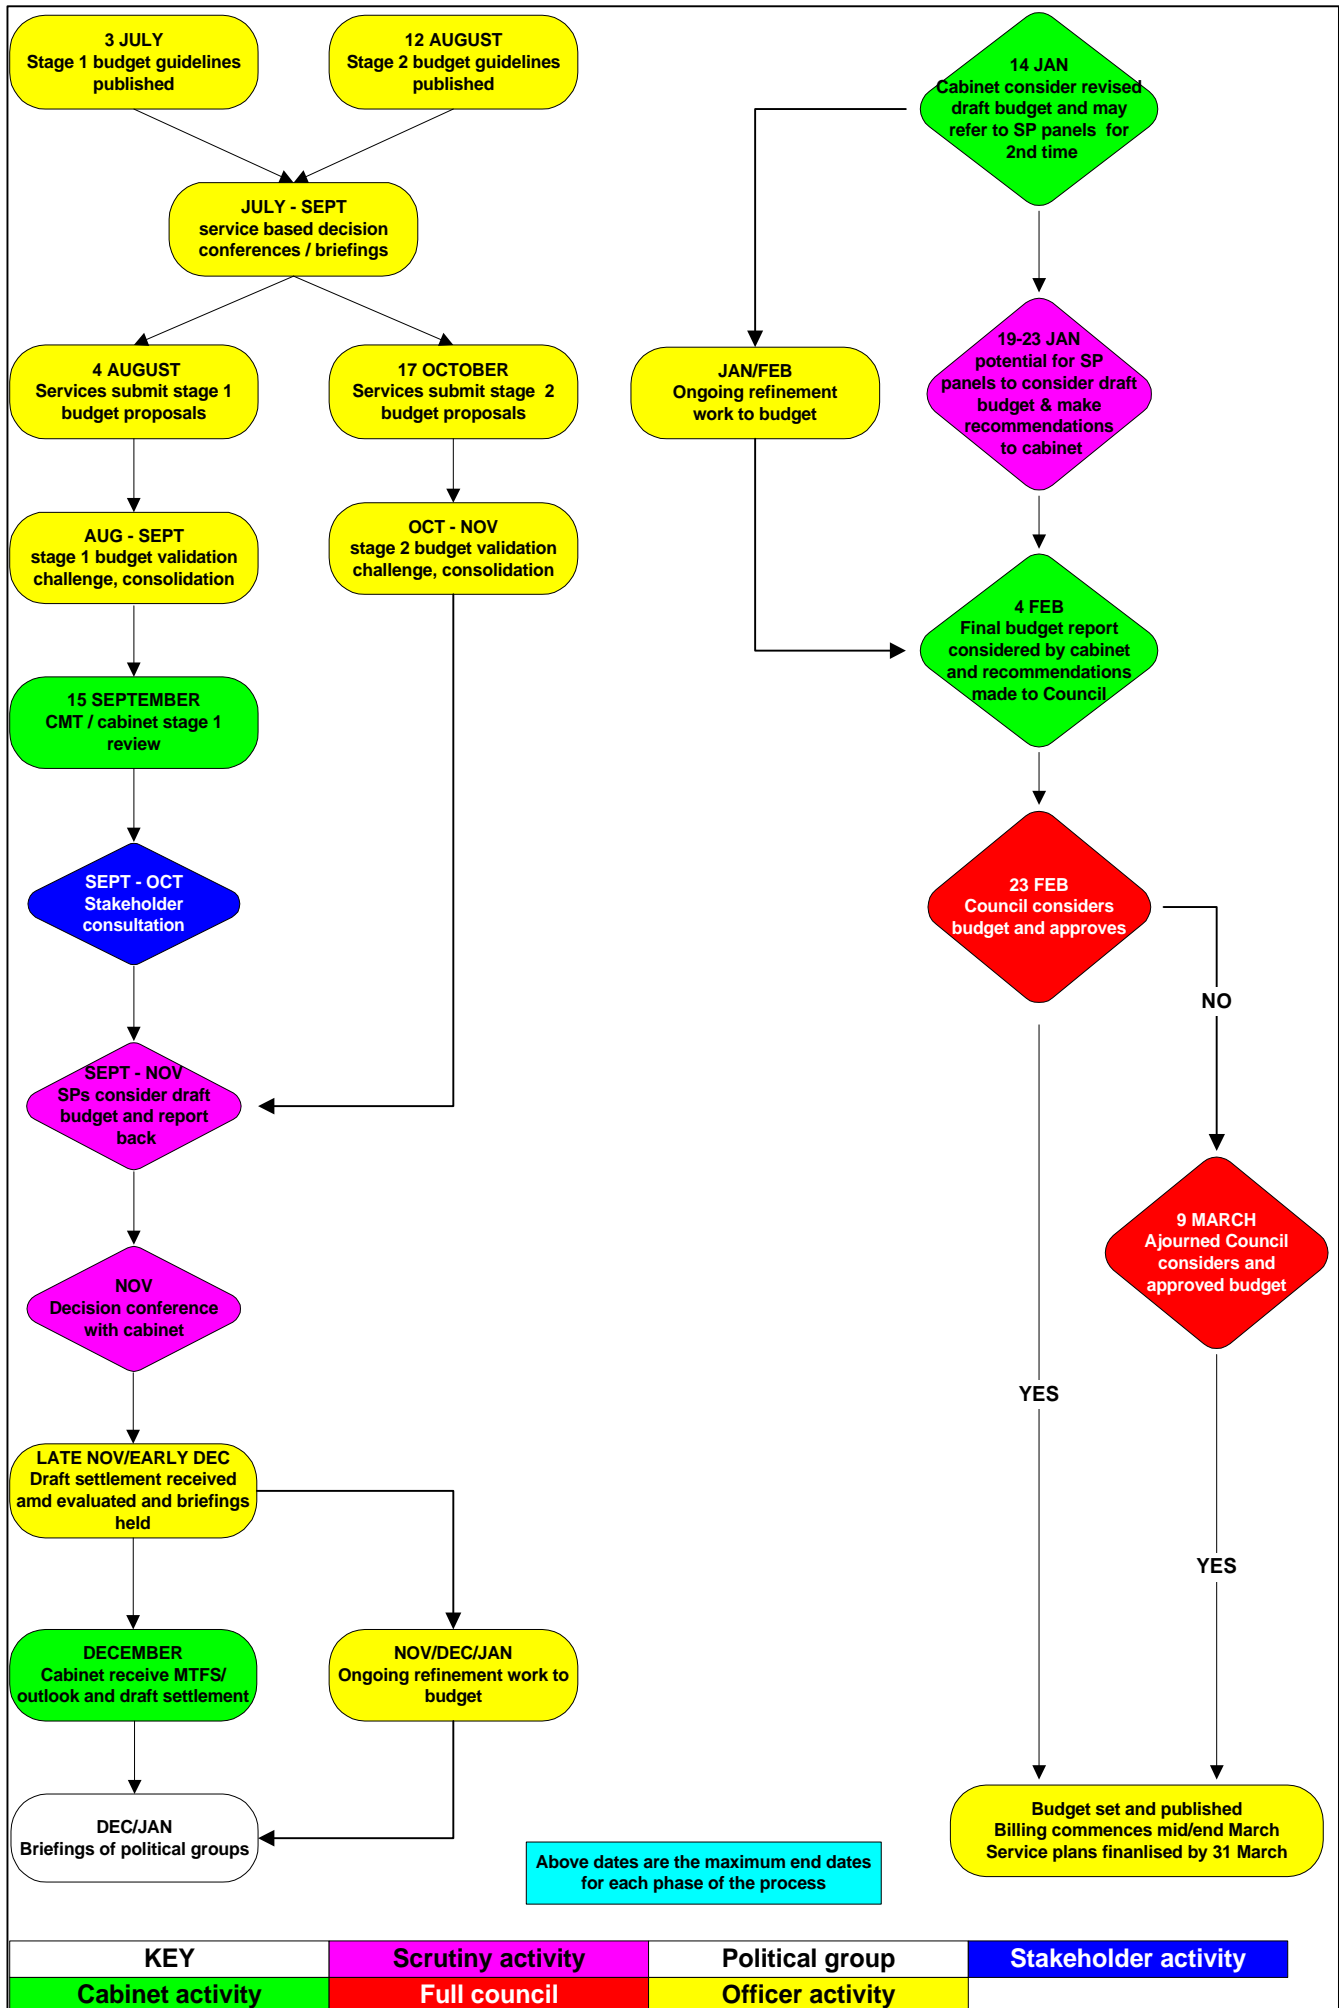 3 JULY
Stage 1 budget guidelines
published
12 AUGUST
Stage 2 budget guidelines
published
JULY - SEPT
service based decision
conferences / briefings
4 AUGUST
Services submit stage 1
budget proposals
17 OCTOBER
Services submit stage 2
budget proposals
AUG - SEPT
stage 1 budget validation
challenge, consolidation
OCT - NOV
stage 2 budget validation
challenge, consolidation
15 SEPTEMBER
CMT / cabinet stage 1
review
SEPT - OCT
Stakeholder
consultation
SEPT - NOV
SPs consider draft
budget and report
back
NOV
Decision conference
with cabinet
LATE NOV/EARLY DEC
Draft settlement received
amd evaluated and briefings
held
DECEMBER
Cabinet receive MTFS/
outlook and draft settlement
NOV/DEC/JAN
Ongoing refinement work to
budget
DEC/JAN
Briefings of political groups
14 JAN
Cabinet consider revised
draft budget and may
refer to SP panels for
2nd time
JAN/FEB
Ongoing refinement
work to budget
19-23 JAN
potential for SP
panels to consider draft
budget & make
recommendations
to cabinet
4 FEB
Final budget report
considered by cabinet
and recommendations
made to Council
23 FEB
Council considers
budget and approves
NO
9 MARCH
Ajourned Council
considers and
approved budget
YES
YES
Budget set and published
Billing commences mid/end March
Service plans finanlised by 31 March
Above dates are the maximum end dates
for each phase of the process
KEY
Scrutiny activity
Political group
Stakeholder activity
Cabinet activity
Full council
Officer activity